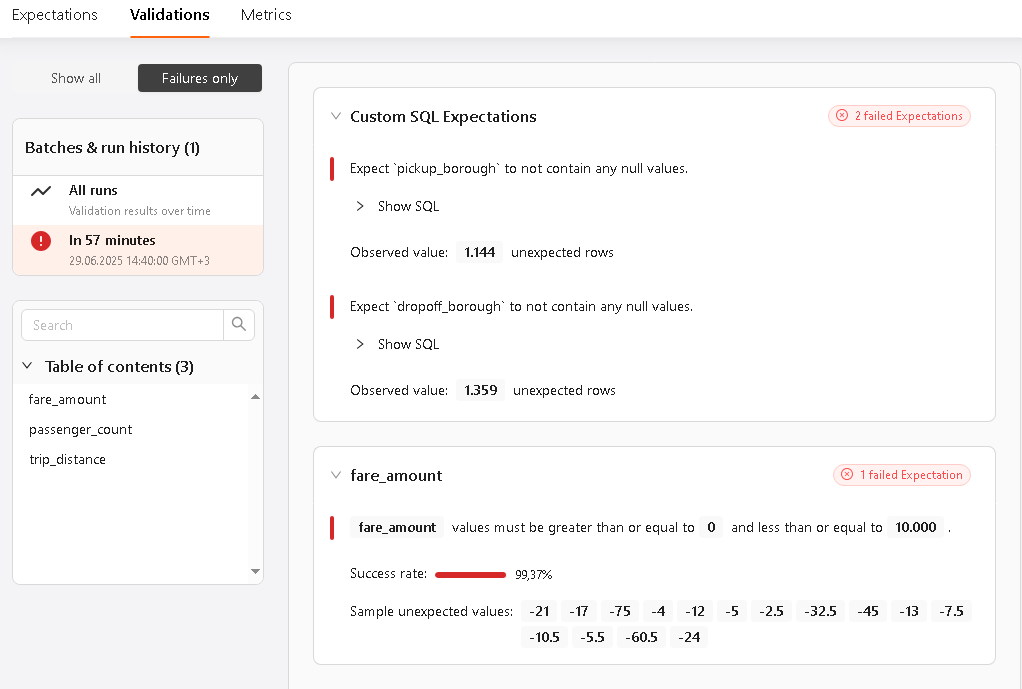 Expectations Validations Metrics
Show all Failures only
Batches & run history (1)
All runs
Validation results over time
In 57 minutes
29.06.2025 14:40:00 GMT+3
Search
Table of contents (3)
fare_amount
passenger_count
trip_distance
Custom SQL Expectations 2 failed Expectations
Expect `pickup_borough` to not contain any null values.
Show SQL
Observed value: 1.144 unexpected rows
Expect `dropoff_borough` to not contain any null values.
Show SQL
Observed value: 1.359 unexpected rows
fare_amount 1 failed Expectation
fare_amount values must be greater than or equal to 0 and less than or equal to 10.000 .
Success rate: 99,37%
Sample unexpected values: -21 -17 -75 -4 -12 -5 -2.5 -32.5 -45 -13 -7.5
-10.5 -5.5 -60.5 -24